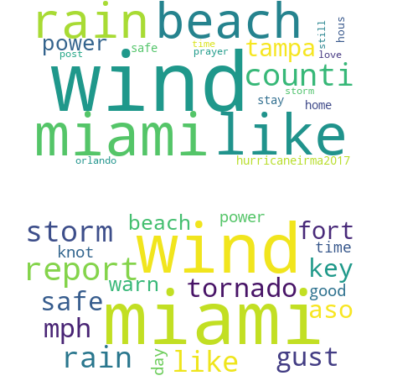 rain beach
power safe time tampa still hous
post prayer love
wind counti
stay storm home
miami like
orlando hurricaneirma2017
storm beach power fort
knot wind time
report warn key
safe tornado good
mph miami aso
rain day like gust